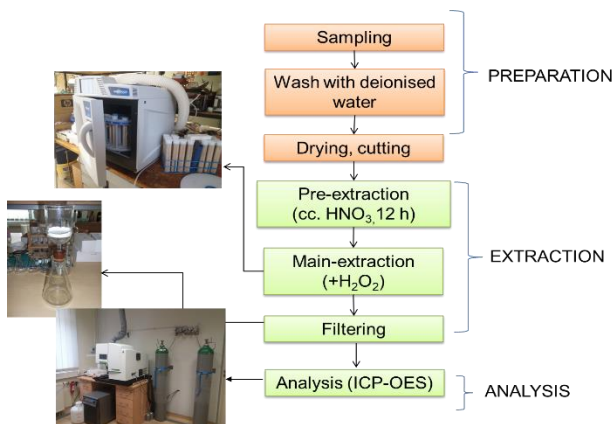 Sampling
Wash with deionised
water
PREPARATION
Drying, cutting
Pre-extraction
(cc. HNO₃,12 h)
Main-extraction
(+H₂O₂)
EXTRACTION
Filtering
Analysis (ICP-OES)
ANALYSIS